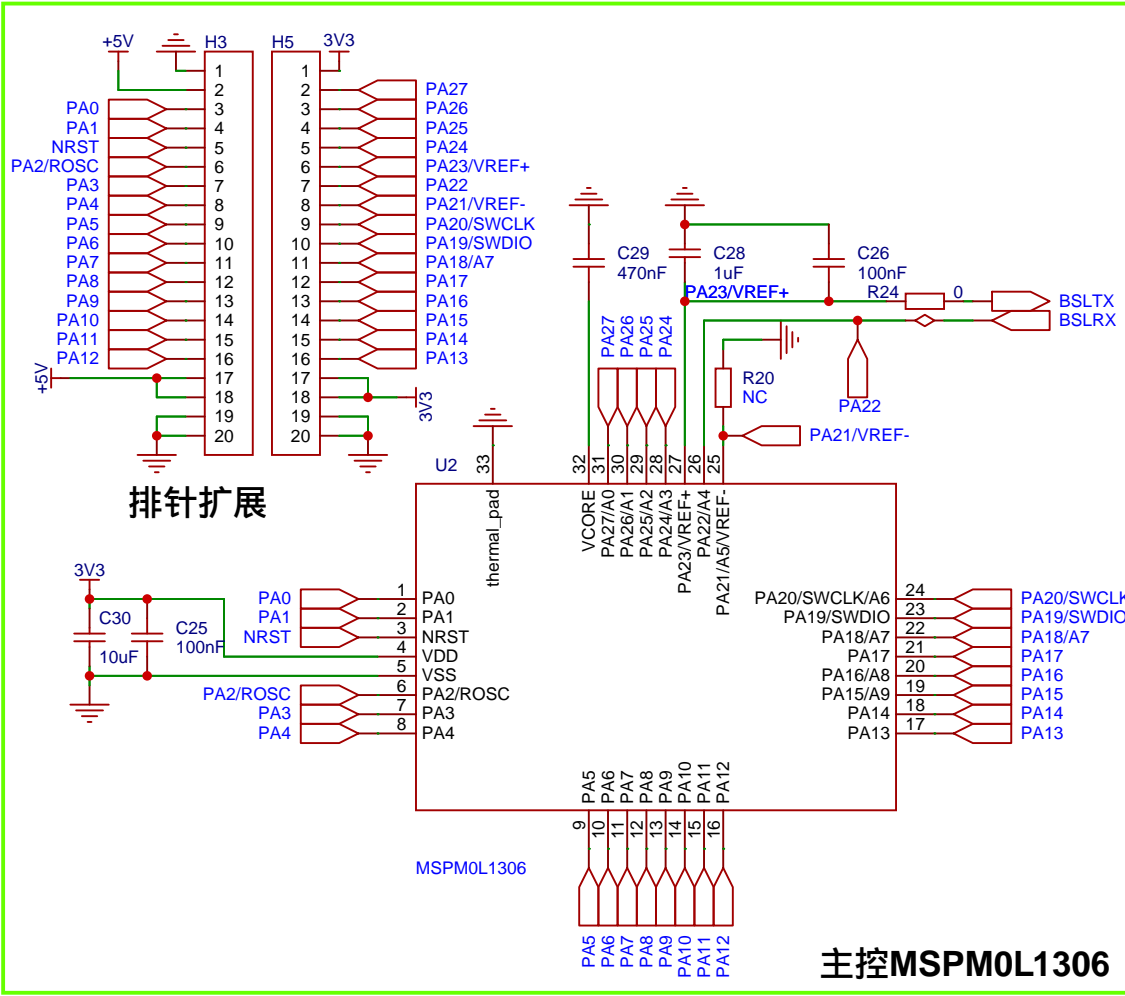 +5V H3 H5 3V3
1 1
2 2 PA27
PA0 3 3 PA26
PA1 4 4 PA25
NRST 5 5 PA24
PA2/ROSC 6 6 PA23/VREF+
PA3 7 7 PA22
PA4 8 8 PA21/VREF-
PA5 9 9 PA20/SWCLK
PA6 10 10 PA19/SWDIO
PA7 11 11 PA18/A7
PA8 12 12 PA17
PA9 13 13 PA16
PA10 14 14 PA15
PA11 15 15 PA14
PA12 16 16 PA13
+5V 17 17
18 18 3V3
19 19
20 20
排针扩展
C29
470nF
C28
1uF
C26
100nF
PA23/VREF+
R24 0 BSLTX
BSLRX
PA27 PA26 PA25 PA24
R20
NC
PA22
PA21/VREF-
U2
33 32 31 30 29 28 27 26 25
thermal_pad VCORE PA27/A0 PA26/A1 PA25/A2 PA24/A3 PA23/VREF+ PA22/A4 PA21/A5/VREF-
3V3
C30
10uF
C25
100nF
PA0 1 PA0
PA1 2 PA1
NRST 3 NRST
4 VDD
5 VSS
PA2/ROSC 6 PA2/ROSC
PA3 7 PA3
PA4 8 PA4
PA20/SWCLK/A6 24 PA20/SWCLK
PA19/SWDIO 23 PA19/SWDIO
PA18/A7 22 PA18/A7
PA17 21 PA17
PA16/A8 20 PA16
PA15/A9 19 PA15
PA14 18 PA14
PA13 17 PA13
PA5 PA6 PA7 PA8 PA9 PA10 PA11 PA12
9 10 11 12 13 14 15 16
MSPM0L1306
PA5 PA6 PA7 PA8 PA9 PA10 PA11 PA12
主控MSPM0L1306